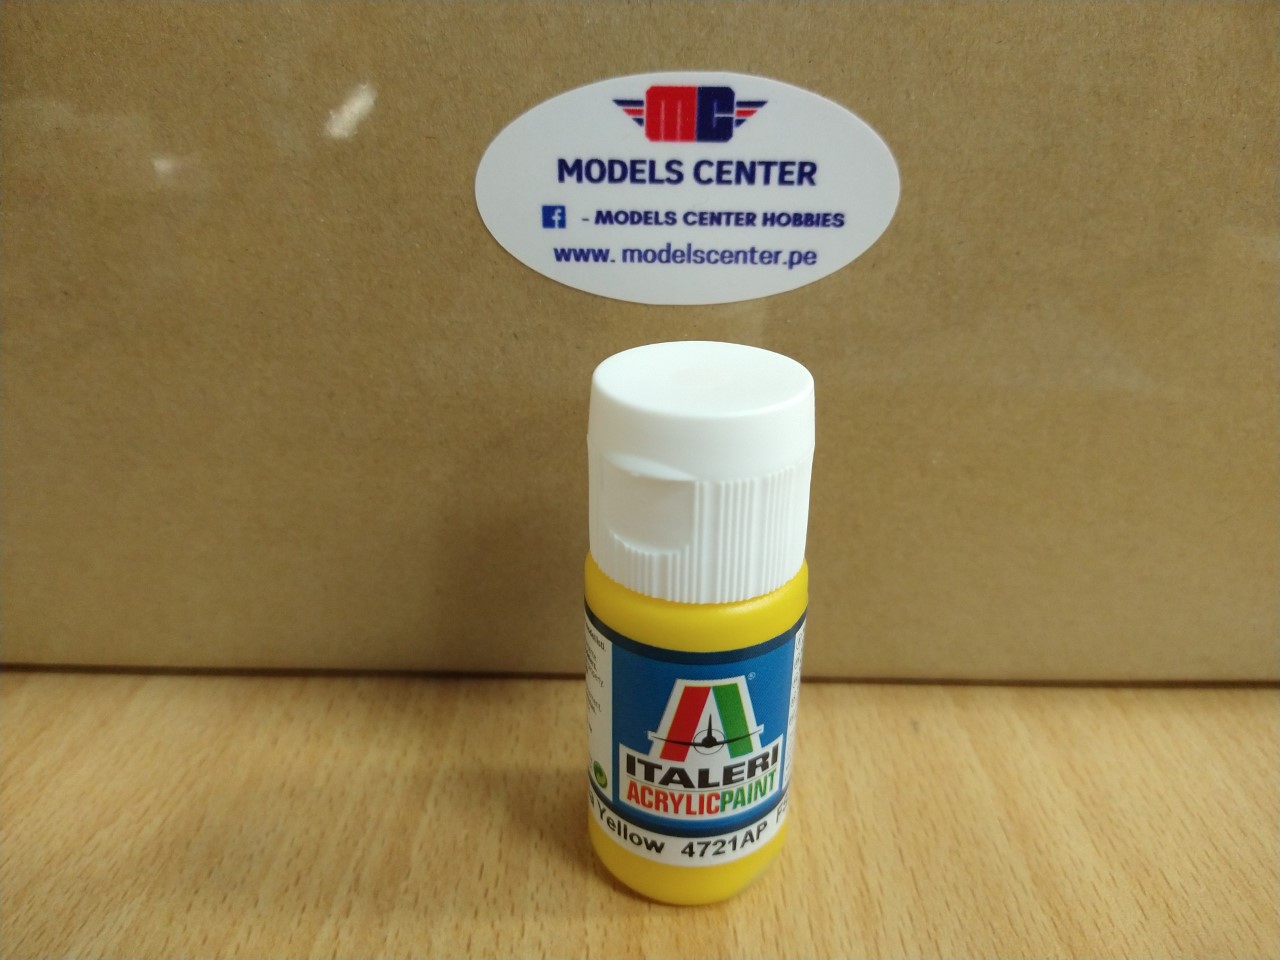 MC
MODELS CENTER
f - MODELS CENTER HOBBIES
www. modelscenter.pe
ITALERI
ACRYLICPAINT
Yellow 4721AP